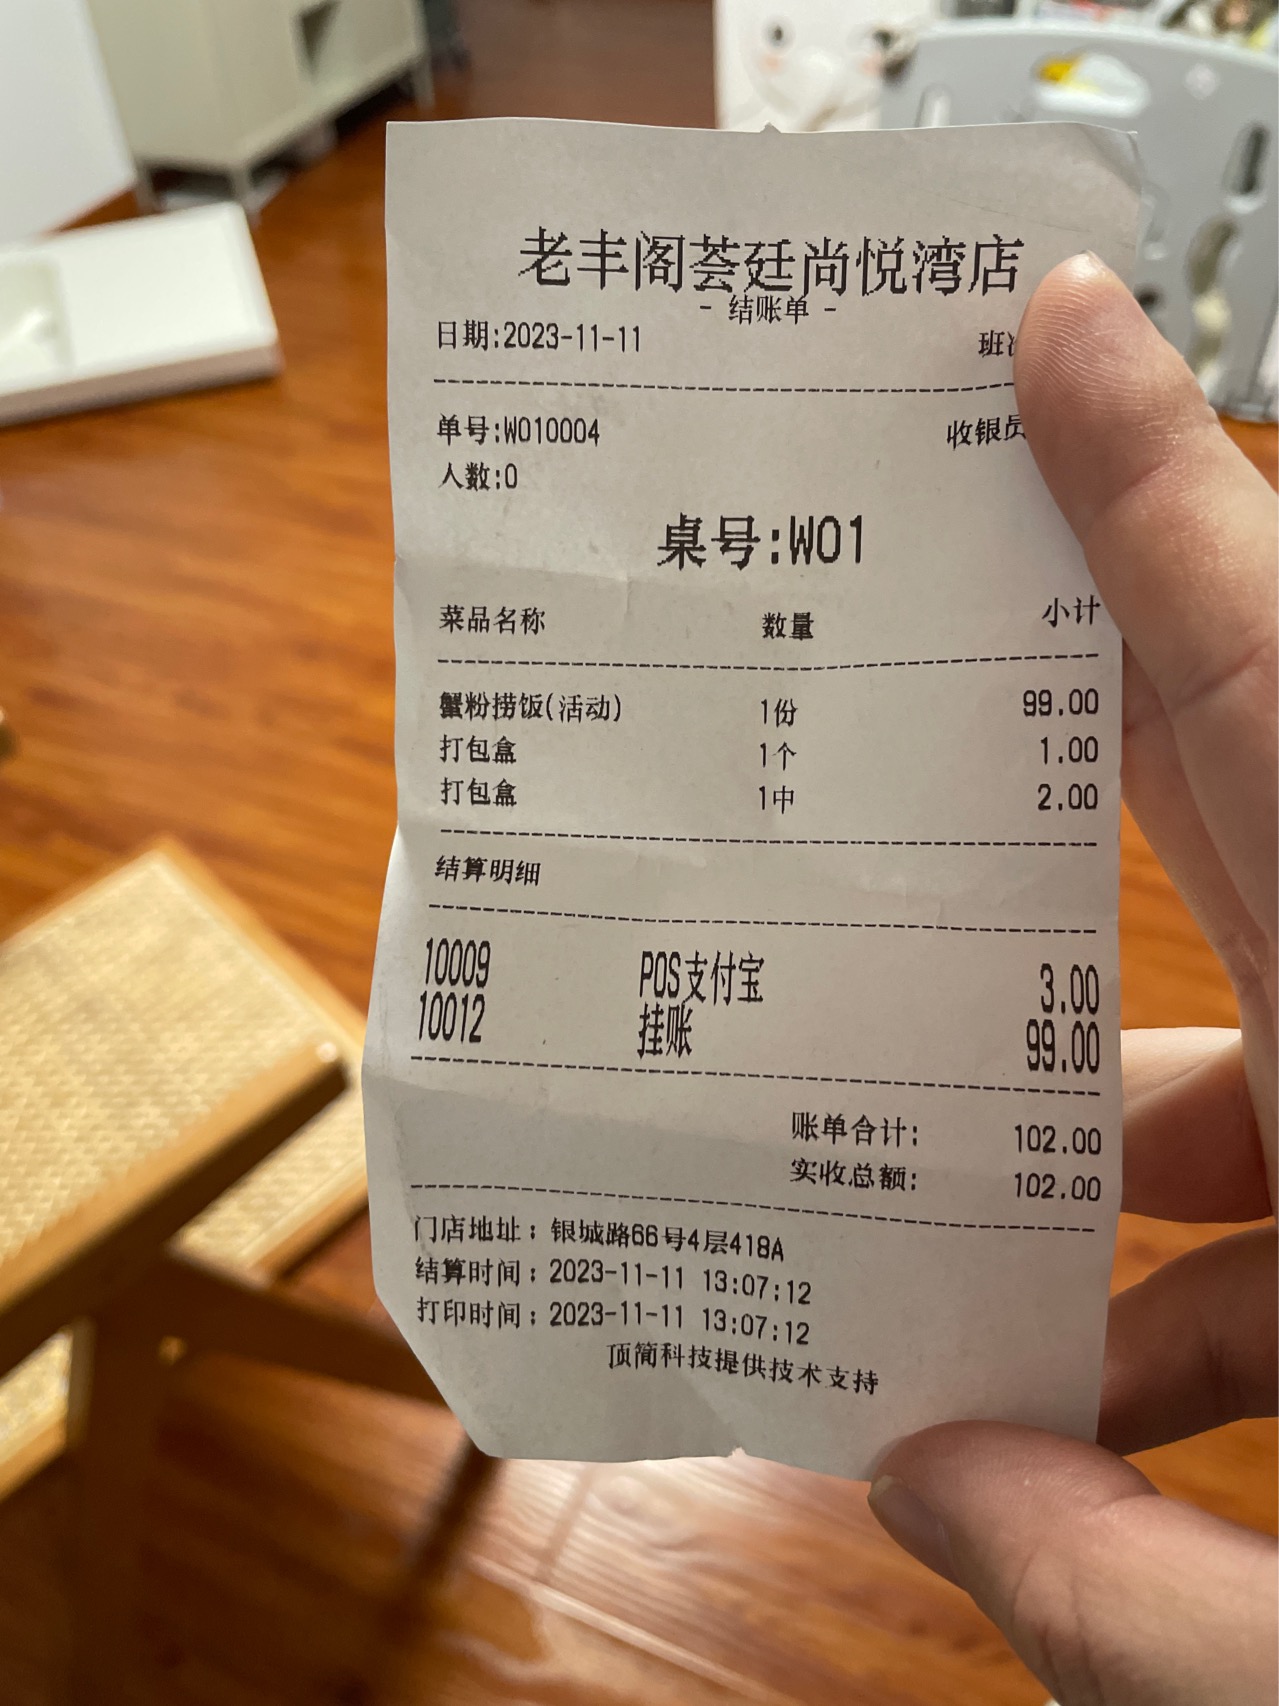 老丰阁荟廷尚悦湾店
- 结账单 -
日期:2023-11-11 班
单号:W010004 收银员
人数:0
桌号:W01
菜品名称 数量 小计
蟹粉捞饭(活动) 1份 99.00
打包盒 1个 1.00
打包盒 1中 2.00
结算明细
10009 POS支付宝 3.00
10012 挂账 99.00
账单合计: 102.00
实收总额: 102.00
门店地址：银城路66号4层418A
结算时间：2023-11-11 13:07:12
打印时间：2023-11-11 13:07:12
顶简科技提供技术支持